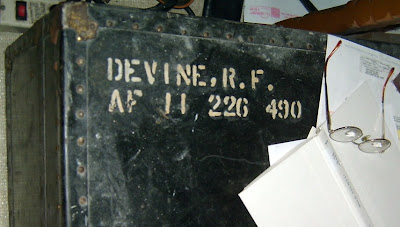 DEVINE, R.F.
AF 11 226 490